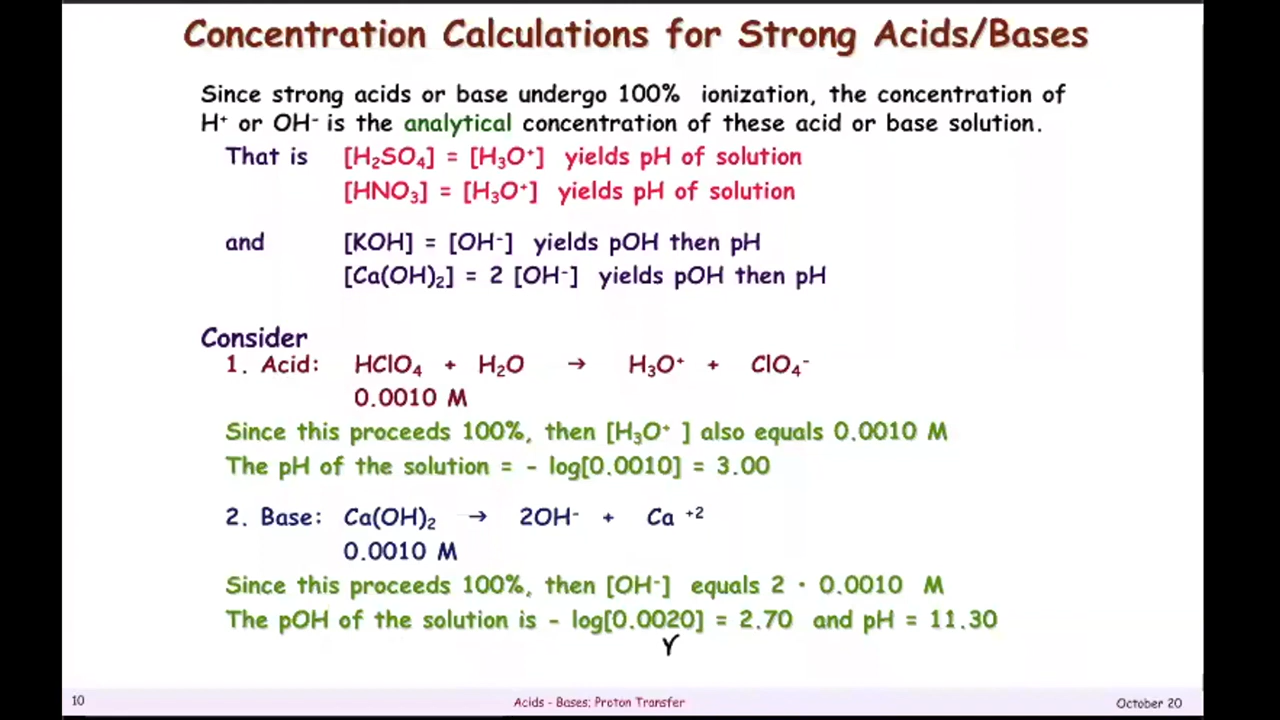 Concentration Calculations for Strong Acids/Bases
Since strong acids or base undergo 100% ionization, the concentration of
H⁺ or OH⁻ is the analytical concentration of these acid or base solution.
That is [H₂SO₄] = [H₃O⁺] yields pH of solution
[HNO₃] = [H₃O⁺] yields pH of solution
and [KOH] = [OH⁻] yields pOH then pH
[Ca(OH)₂] = 2 [OH⁻] yields pOH then pH
Consider
1. Acid: HClO₄ + H₂O → H₃O⁺ + ClO₄⁻
0.0010 M
Since this proceeds 100%, then [H₃O⁺ ] also equals 0.0010 M
The pH of the solution = - log[0.0010] = 3.00
2. Base: Ca(OH)₂ → 2OH⁻ + Ca ⁺²
0.0010 M
Since this proceeds 100%, then [OH⁻] equals 2 · 0.0010 M
The pOH of the solution is - log[0.0020] = 2.70 and pH = 11.30
10 Acids - Bases; Proton Transfer October 20